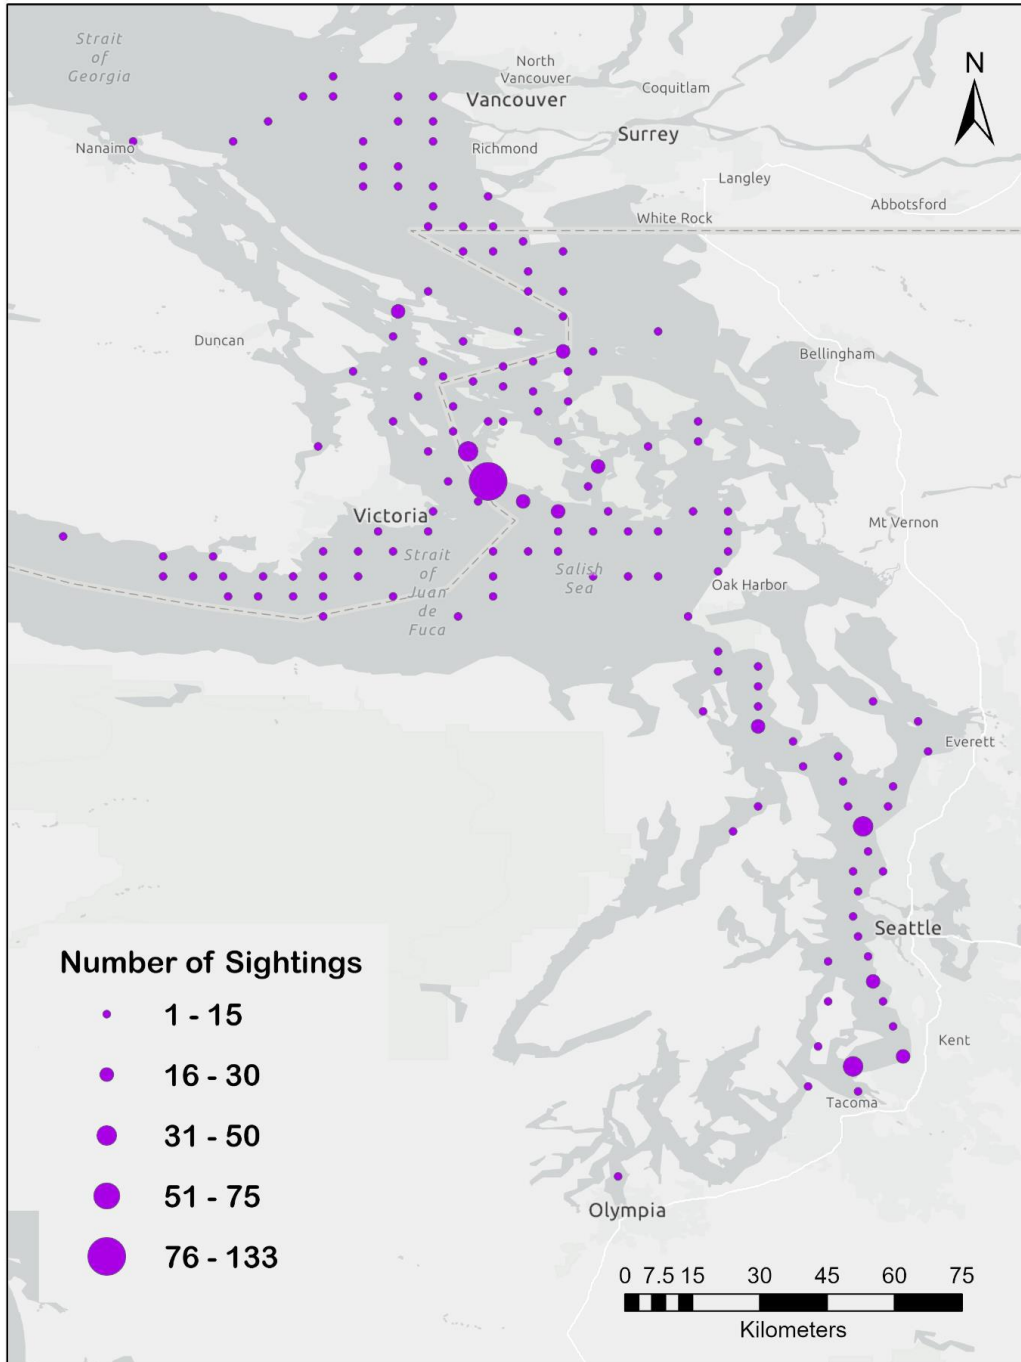 Strait
of
Georgia
North
Vancouver
Coquitlam
N
Vancouver
Surrey
Nanaimo
Richmond
Langley
Abbotsford
White Rock
Duncan
Bellingham
Victoria
Mt Vernon
Strait
of
Juan
de
Fuca
Salish
Sea
Oak Harbor
Everett
Seattle
Kent
Tacoma
Olympia
Number of Sightings
1 - 15
16 - 30
31 - 50
51 - 75
76 - 133
0 7.5 15 30 45 60 75
Kilometers